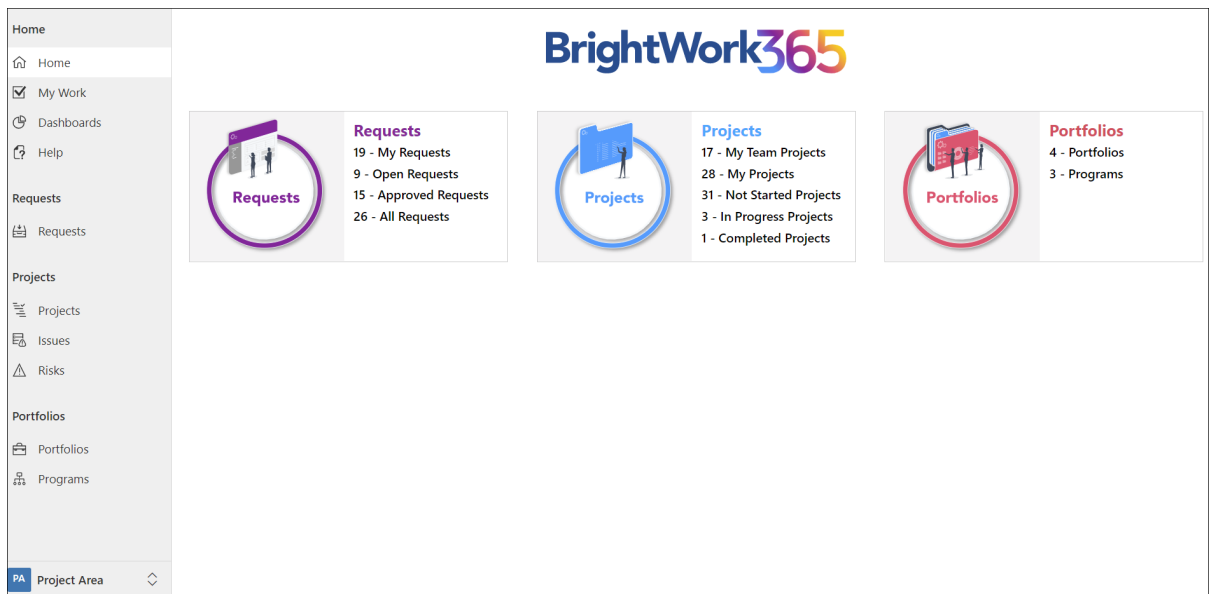 Home
Home
My Work
Dashboards
Help
Requests
Requests
Projects
Projects
Issues
Risks
Portfolios
Portfolios
Programs
PA Project Area
BrightWork365
Requests
Requests
19 - My Requests
9 - Open Requests
15 - Approved Requests
26 - All Requests
Projects
Projects
17 - My Team Projects
28 - My Projects
31 - Not Started Projects
3 - In Progress Projects
1 - Completed Projects
Portfolios
Portfolios
4 - Portfolios
3 - Programs